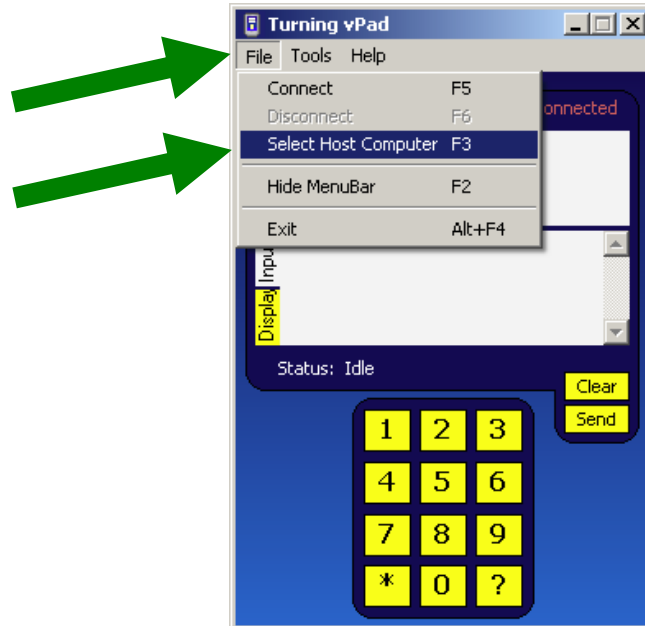 Turning vPad
File Tools Help
Connect F5
onnected
Disconnect F6
Select Host Computer F3
Hide MenuBar F2
Exit Alt+F4
Inpu
Display
Status: Idle
Clear
Send
1 2 3
4 5 6
7 8 9
* 0 ?